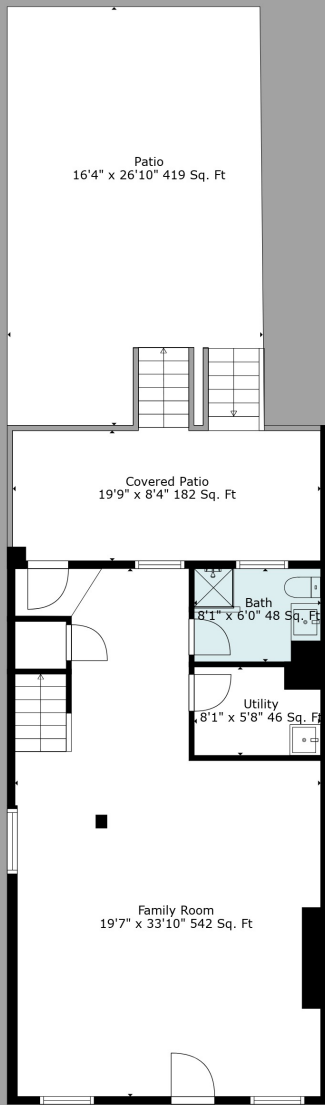 Patio
16'4" x 26'10" 419 Sq. Ft
Covered Patio
19'9" x 8'4" 182 Sq. Ft
Bath
8'1" x 6'0" 48 Sq. Ft
Utility
8'1" x 5'8" 46 Sq. Ft
Family Room
19'7" x 33'10" 542 Sq. Ft